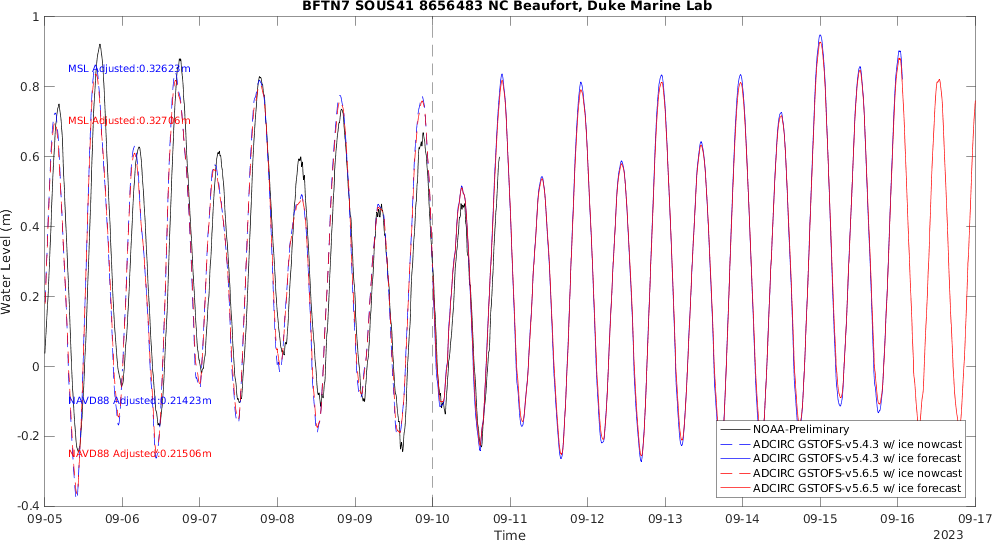 BFTN7 SOUS41 8656483 NC Beaufort, Duke Marine Lab
1
0.8
0.6
0.4
0.2
0
-0.2
-0.4
Water Level (m)
MSL Adjusted:0.32623m
MSL Adjusted:0.32706m
NAVD88 Adjusted:0.21423m
NAVD88 Adjusted:0.21506m
NOAA-Preliminary
ADCIRC GSTOFS-v5.4.3 w/ ice nowcast
ADCIRC GSTOFS-v5.4.3 w/ ice forecast
ADCIRC GSTOFS-v5.6.5 w/ ice nowcast
ADCIRC GSTOFS-v5.6.5 w/ ice forecast
09-05 09-06 09-07 09-08 09-09 09-10 09-11 09-12 09-13 09-14 09-15 09-16 09-17
Time
2023